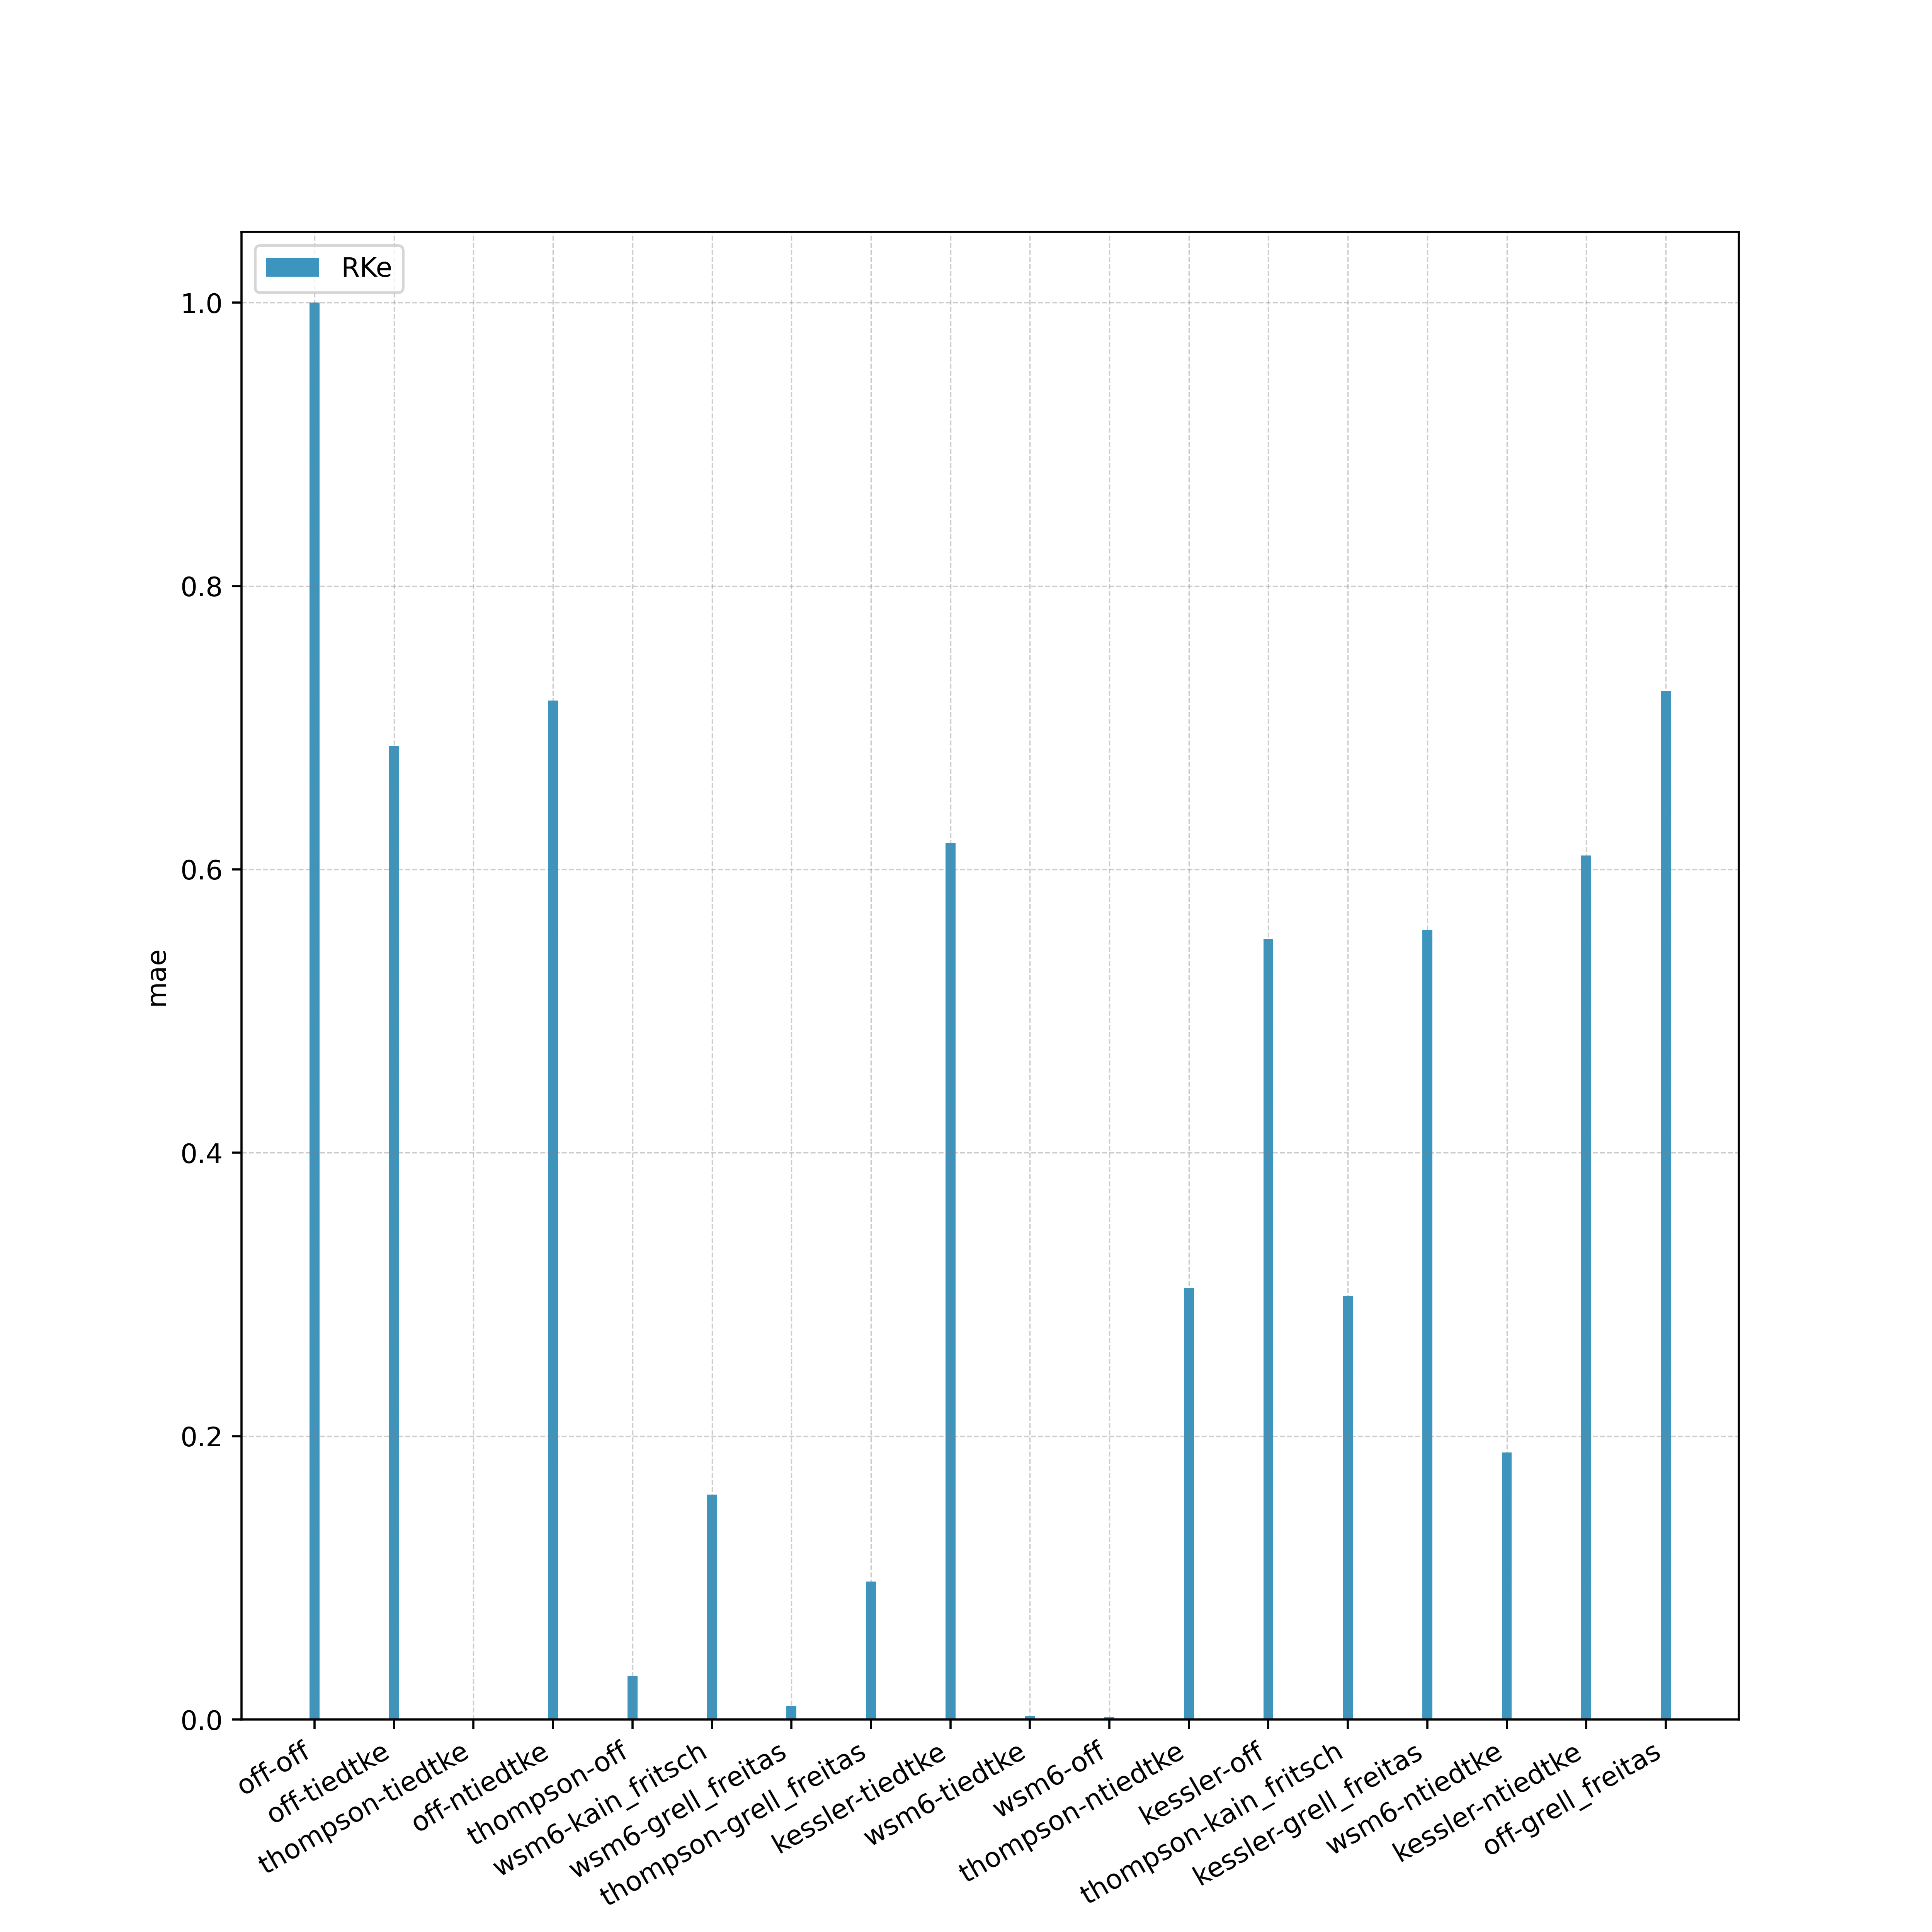 RKe
1.0
0.8
0.6
0.4
0.2
0.0
mae
off-off
off-tiedtke
thompson-tiedtke
off-ntiedtke
thompson-off
wsm6-kain_fritsch
wsm6-grell_freitas
thompson-grell_freitas
kessler-tiedtke
wsm6-tiedtke
wsm6-off
thompson-ntiedtke
kessler-off
thompson-kain_fritsch
kessler-grell_freitas
wsm6-ntiedtke
kessler-ntiedtke
off-grell_freitas